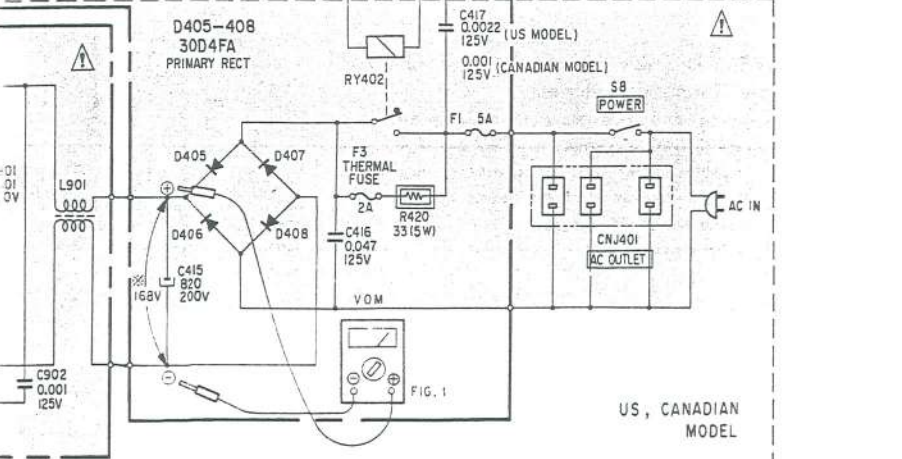 D405–408
30D4FA
PRIMARY RECT
RY402
C417
0.0022
125V (US MODEL)
0.001
125V (CANADIAN MODEL)
S8
POWER
F1 5A
D405
D407
F3
THERMAL
FUSE
2A
R420
33(5W)
L901
D406
D408
C416
0.047
125V
AC IN
CNJ401
AC OUTLET
C415
820
200V
※
168V
VOM
FIG. 1
C902
0.001
125V
US, CANADIAN
MODEL